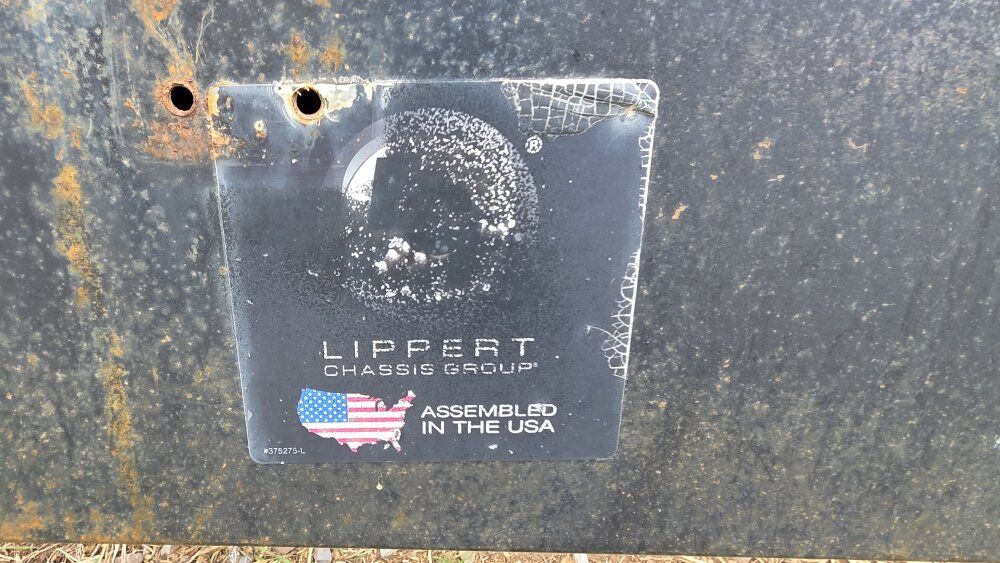 ®
LIPPERT
CHASSIS GROUP®
ASSEMBLED
IN THE USA
#375275-L